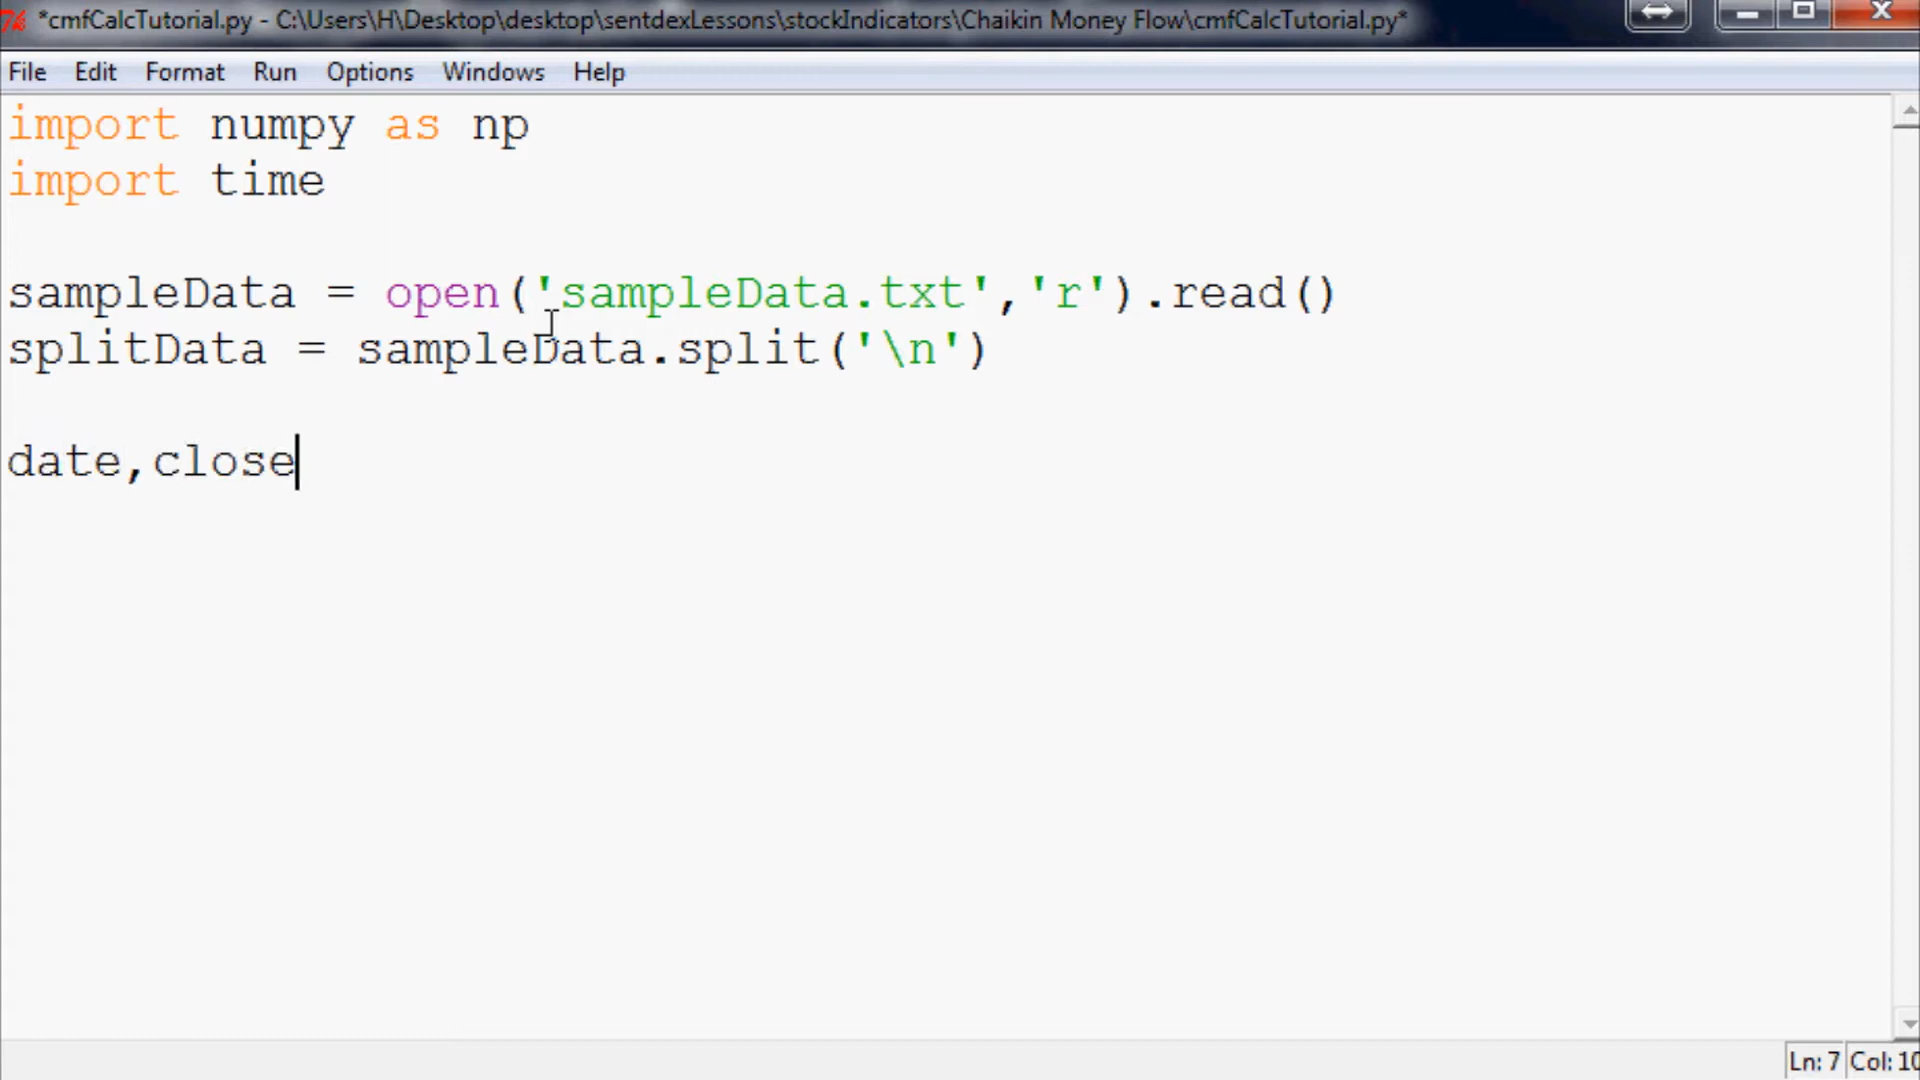 *cmfCalcTutorial.py - C:\Users\H\Desktop\desktop\sentdexLessons\stockIndicators\Chaikin Money Flow\cmfCalcTutorial.py*
File Edit Format Run Options Windows Help
import numpy as np
import time
sampleData = open('sampleData.txt','r').read()
splitData = sampleData.split('\n')
date,close
Ln: 7 Col: 10